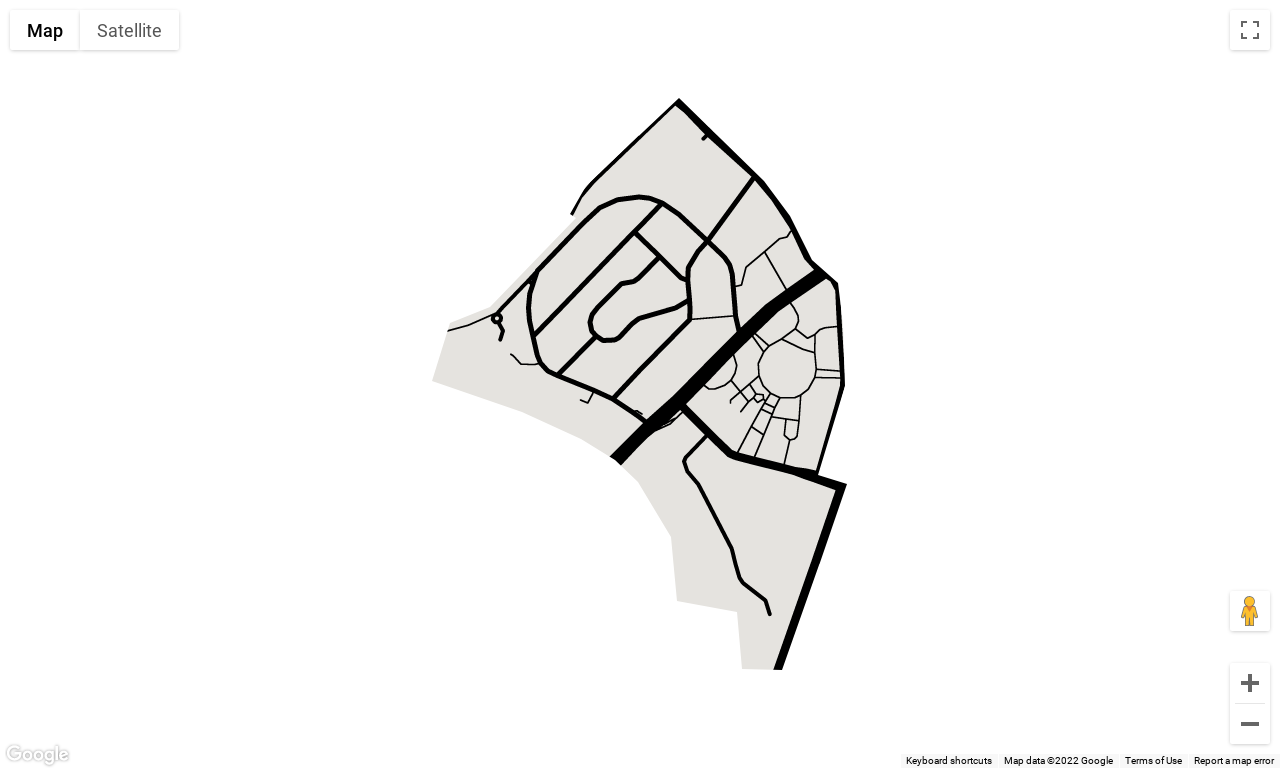 Map Satellite
Google
Keyboard shortcuts Map data ©2022 Google Terms of Use Report a map error